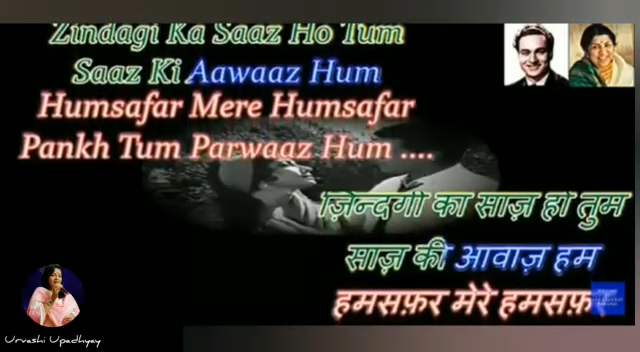 Zindagi Ka Saaz Ho Tum
Saaz Ki Aawaaz Hum
Humsafar Mere Humsafar
Pankh Tum Parwaaz Hum ....
ज़िन्दगी का साज़ हो तुम
साज़ की आवाज़ हम
हमसफ़र मेरे हमसफ़र
Urvashi Upadhyay